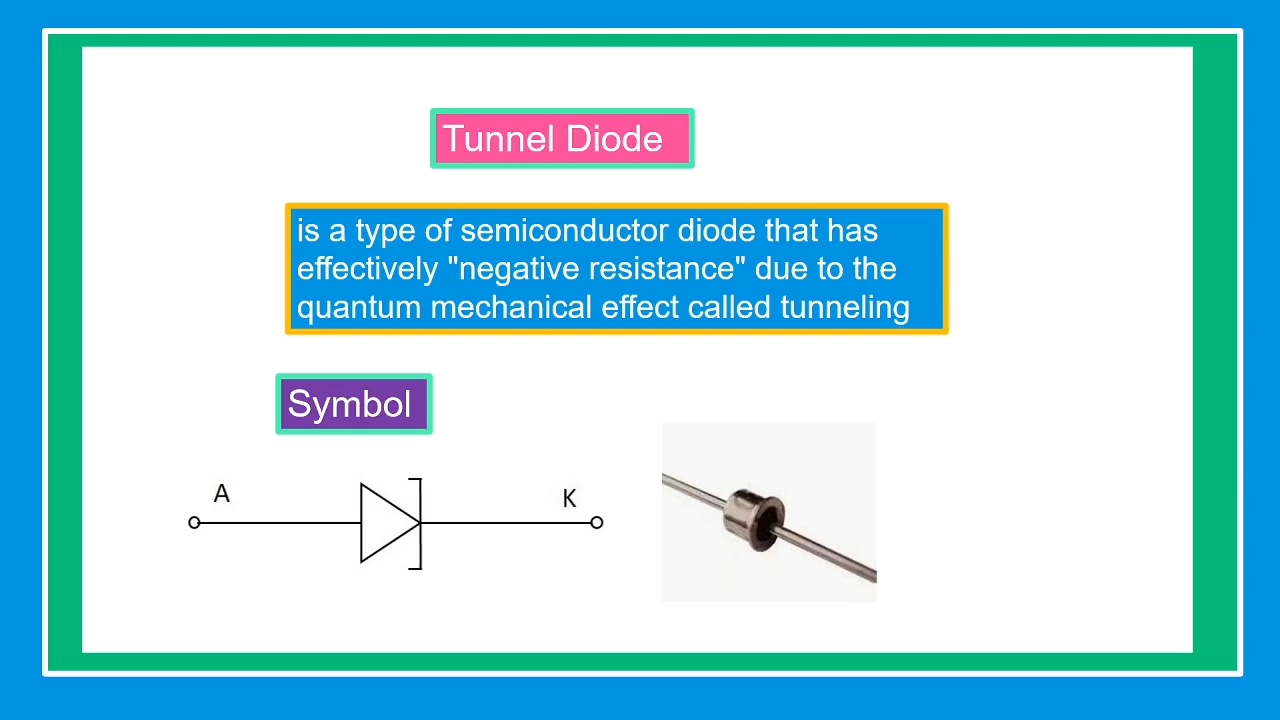 Tunnel Diode
is a type of semiconductor diode that has
effectively "negative resistance" due to the
quantum mechanical effect called tunneling
Symbol
A
K